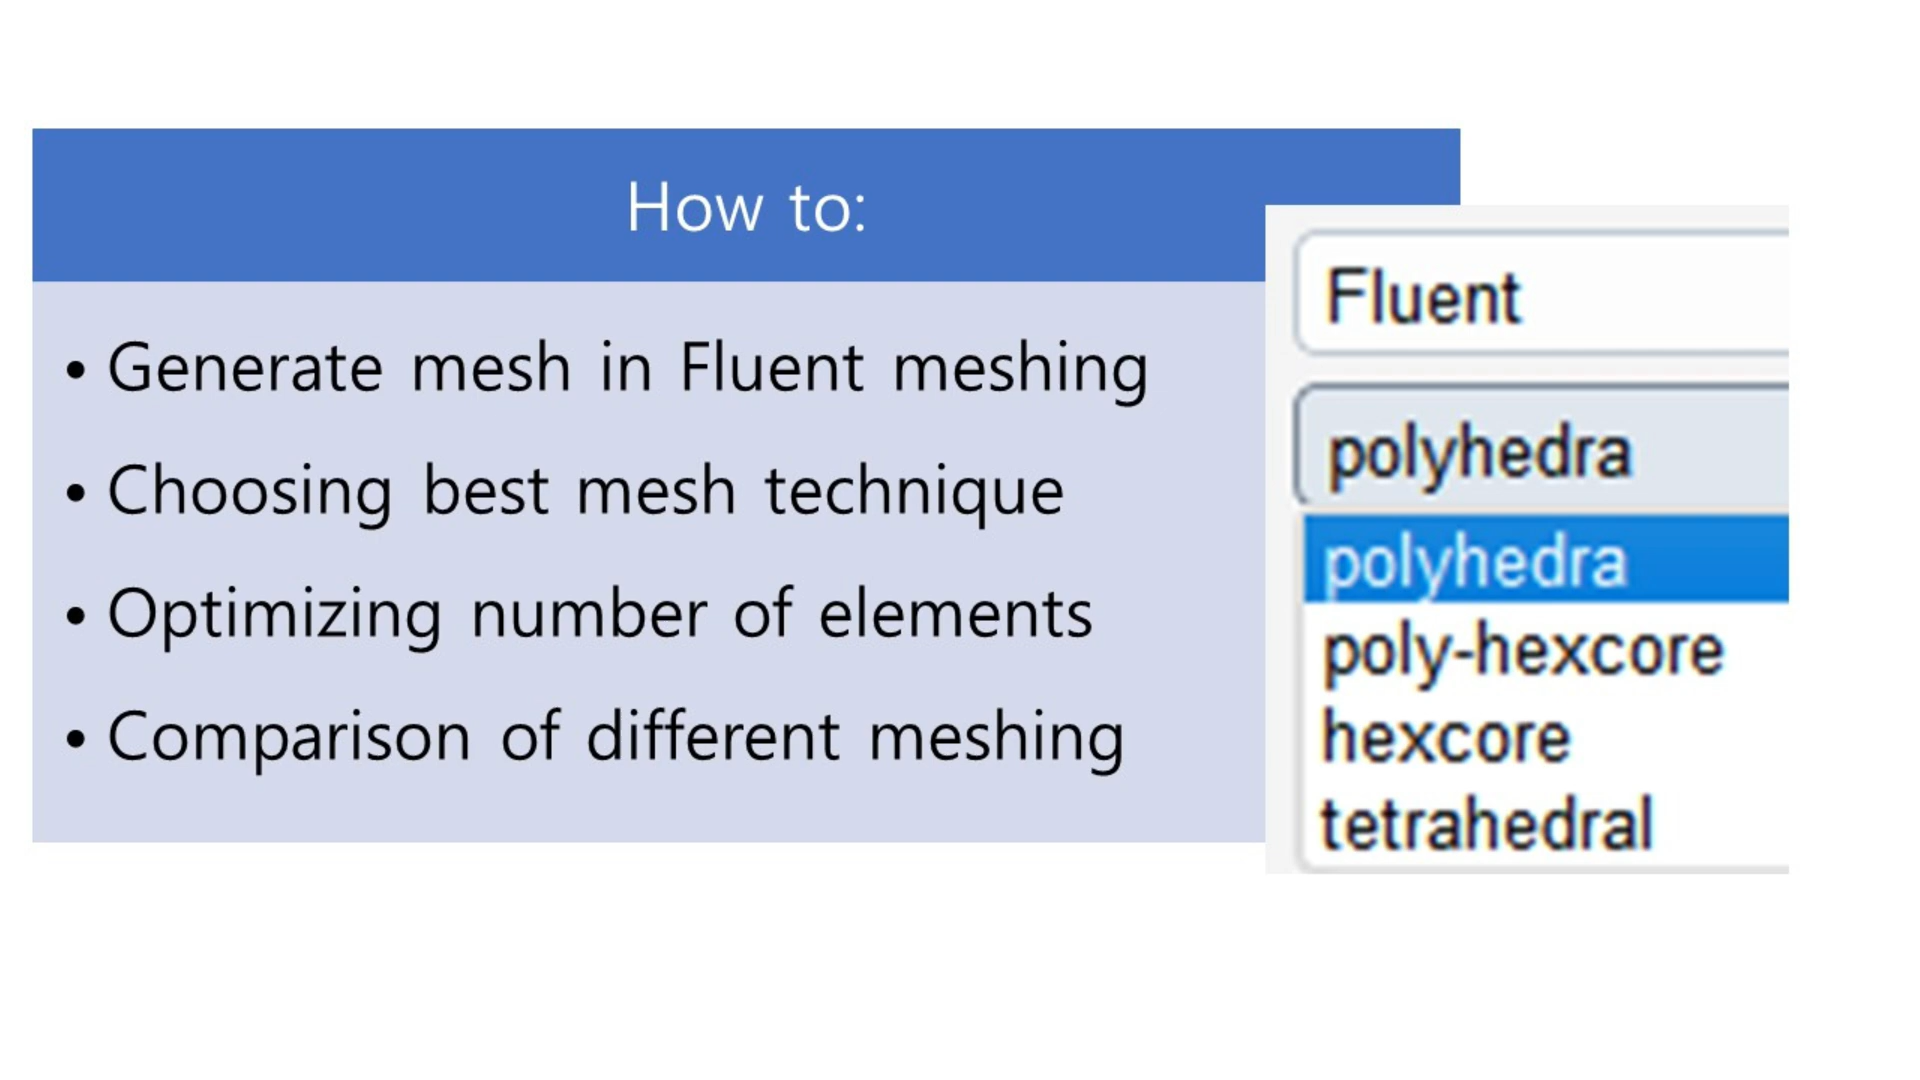 How to:
• Generate mesh in Fluent meshing
• Choosing best mesh technique
• Optimizing number of elements
• Comparison of different meshing
Fluent
polyhedra
polyhedra
poly-hexcore
hexcore
tetrahedral